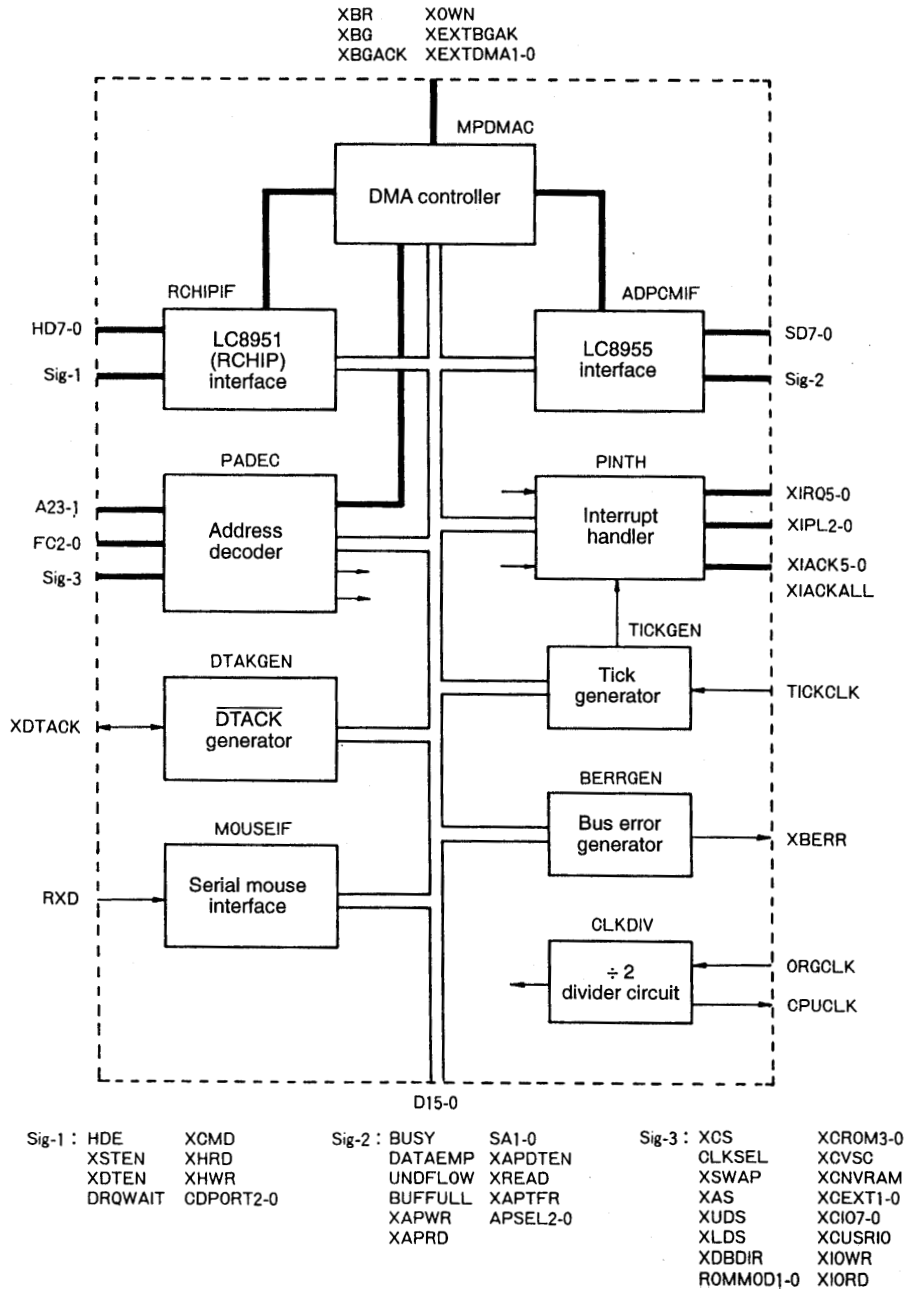 XBR XOWN
XBG XEXTBGAK
XBGACK XEXTDMA1-0
MPDMAC
DMA controller
RCHIPIF
ADPCMIF
HD7-0
LC8951
(RCHIP)
interface
Sig-1
LC8955
interface
SD7-0
Sig-2
PADEC
PINTH
A23-1
FC2-0
Sig-3
Address
decoder
Interrupt
handler
XIRQ5-0
XIPL2-0
XIACK5-0
XIACKALL
DTAKGEN
TICKGEN
XDTACK
DTACK
generator
Tick
generator
TICKCLK
BERRGEN
MOUSEIF
Bus error
generator
XBERR
RXD
Serial mouse
interface
CLKDIV
÷ 2
divider circuit
ORGCLK
CPUCLK
D15-0
Sig-1 : HDE XCMD
XSTEN XHRD
XDTEN XHWR
DRQWAIT CDPORT2-0
Sig-2 : BUSY SA1-0
DATAEMP XAPDTEN
UNDFLOW XREAD
BUFFULL XAPTFR
XAPWR APSEL2-0
XAPRD
Sig-3 : XCS XCROM3-0
CLKSEL XCVSC
XSWAP XCNVRAM
XAS XCEXT1-0
XUDS XCIO7-0
XLDS XCUSRIO
XDBDIR XIOWR
ROMMOD1-0 XIORD